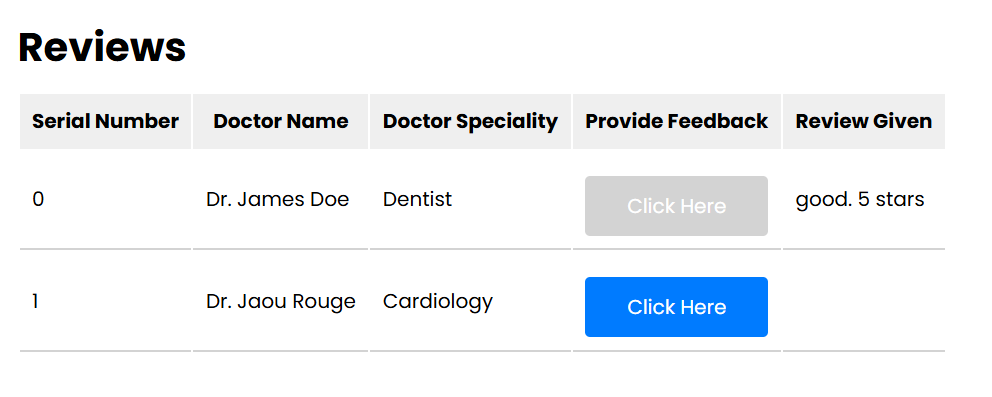 Reviews
Serial Number Doctor Name Doctor Speciality Provide Feedback Review Given
0 Dr. James Doe Dentist Click Here good. 5 stars
1 Dr. Jaou Rouge Cardiology Click Here